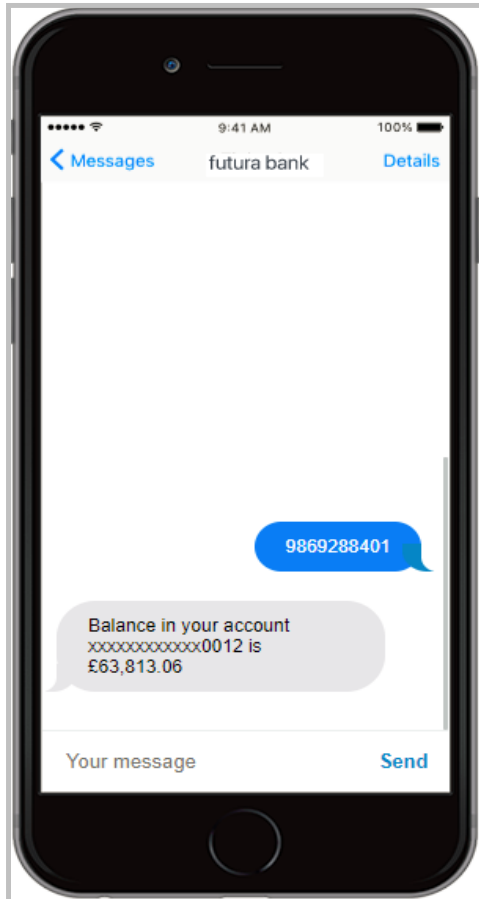 9:41 AM 100%
Messages futura bank Details
9869288401
Balance in your account
xxxxxxxxxxxx0012 is
£63,813.06
Your message Send